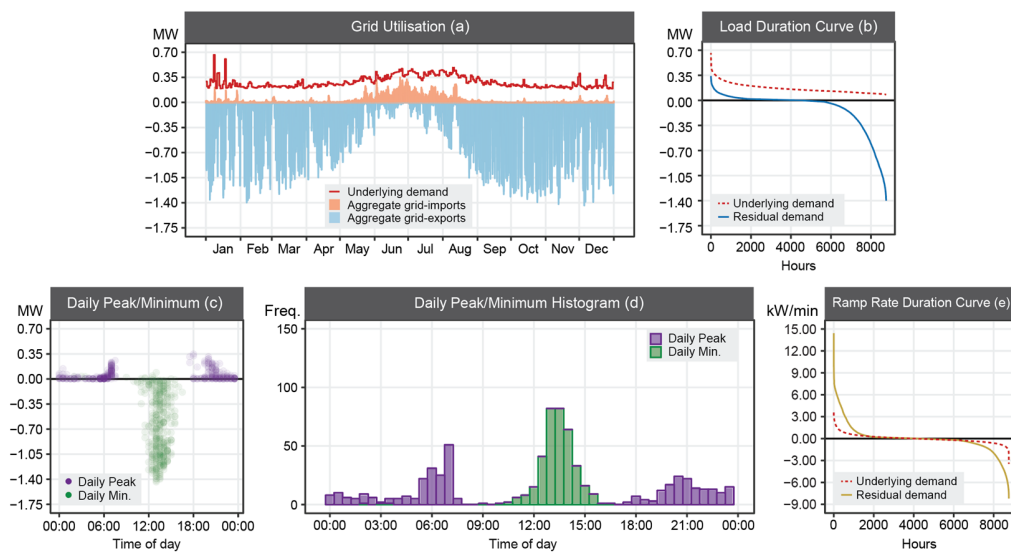 Grid Utilisation (a)
MW
0.70
0.35
0.00
−0.35
−0.70
−1.05
−1.40
−1.75
Underlying demand
Aggregate grid-imports
Aggregate grid-exports
Jan Feb Mar Apr May Jun Jul Aug Sep Oct Nov Dec
Load Duration Curve (b)
MW
0.70
0.35
0.00
−0.35
−0.70
−1.05
−1.40
−1.75
Underlying demand
Residual demand
0 2000 4000 6000 8000
Hours
Daily Peak/Minimum (c)
MW
0.70
0.35
0.00
−0.35
−0.70
−1.05
−1.40
−1.75
Daily Peak
Daily Min.
00:00 06:00 12:00 18:00 00:00
Time of day
Daily Peak/Minimum Histogram (d)
Freq.
150
100
50
0
Daily Peak
Daily Min.
00:00 03:00 06:00 09:00 12:00 15:00 18:00 21:00 00:00
Time of day
Ramp Rate Duration Curve (e)
kW/min
15.00
12.00
9.00
6.00
3.00
0.00
−3.00
−6.00
−9.00
Underlying demand
Residual demand
0 2000 4000 6000 8000
Hours